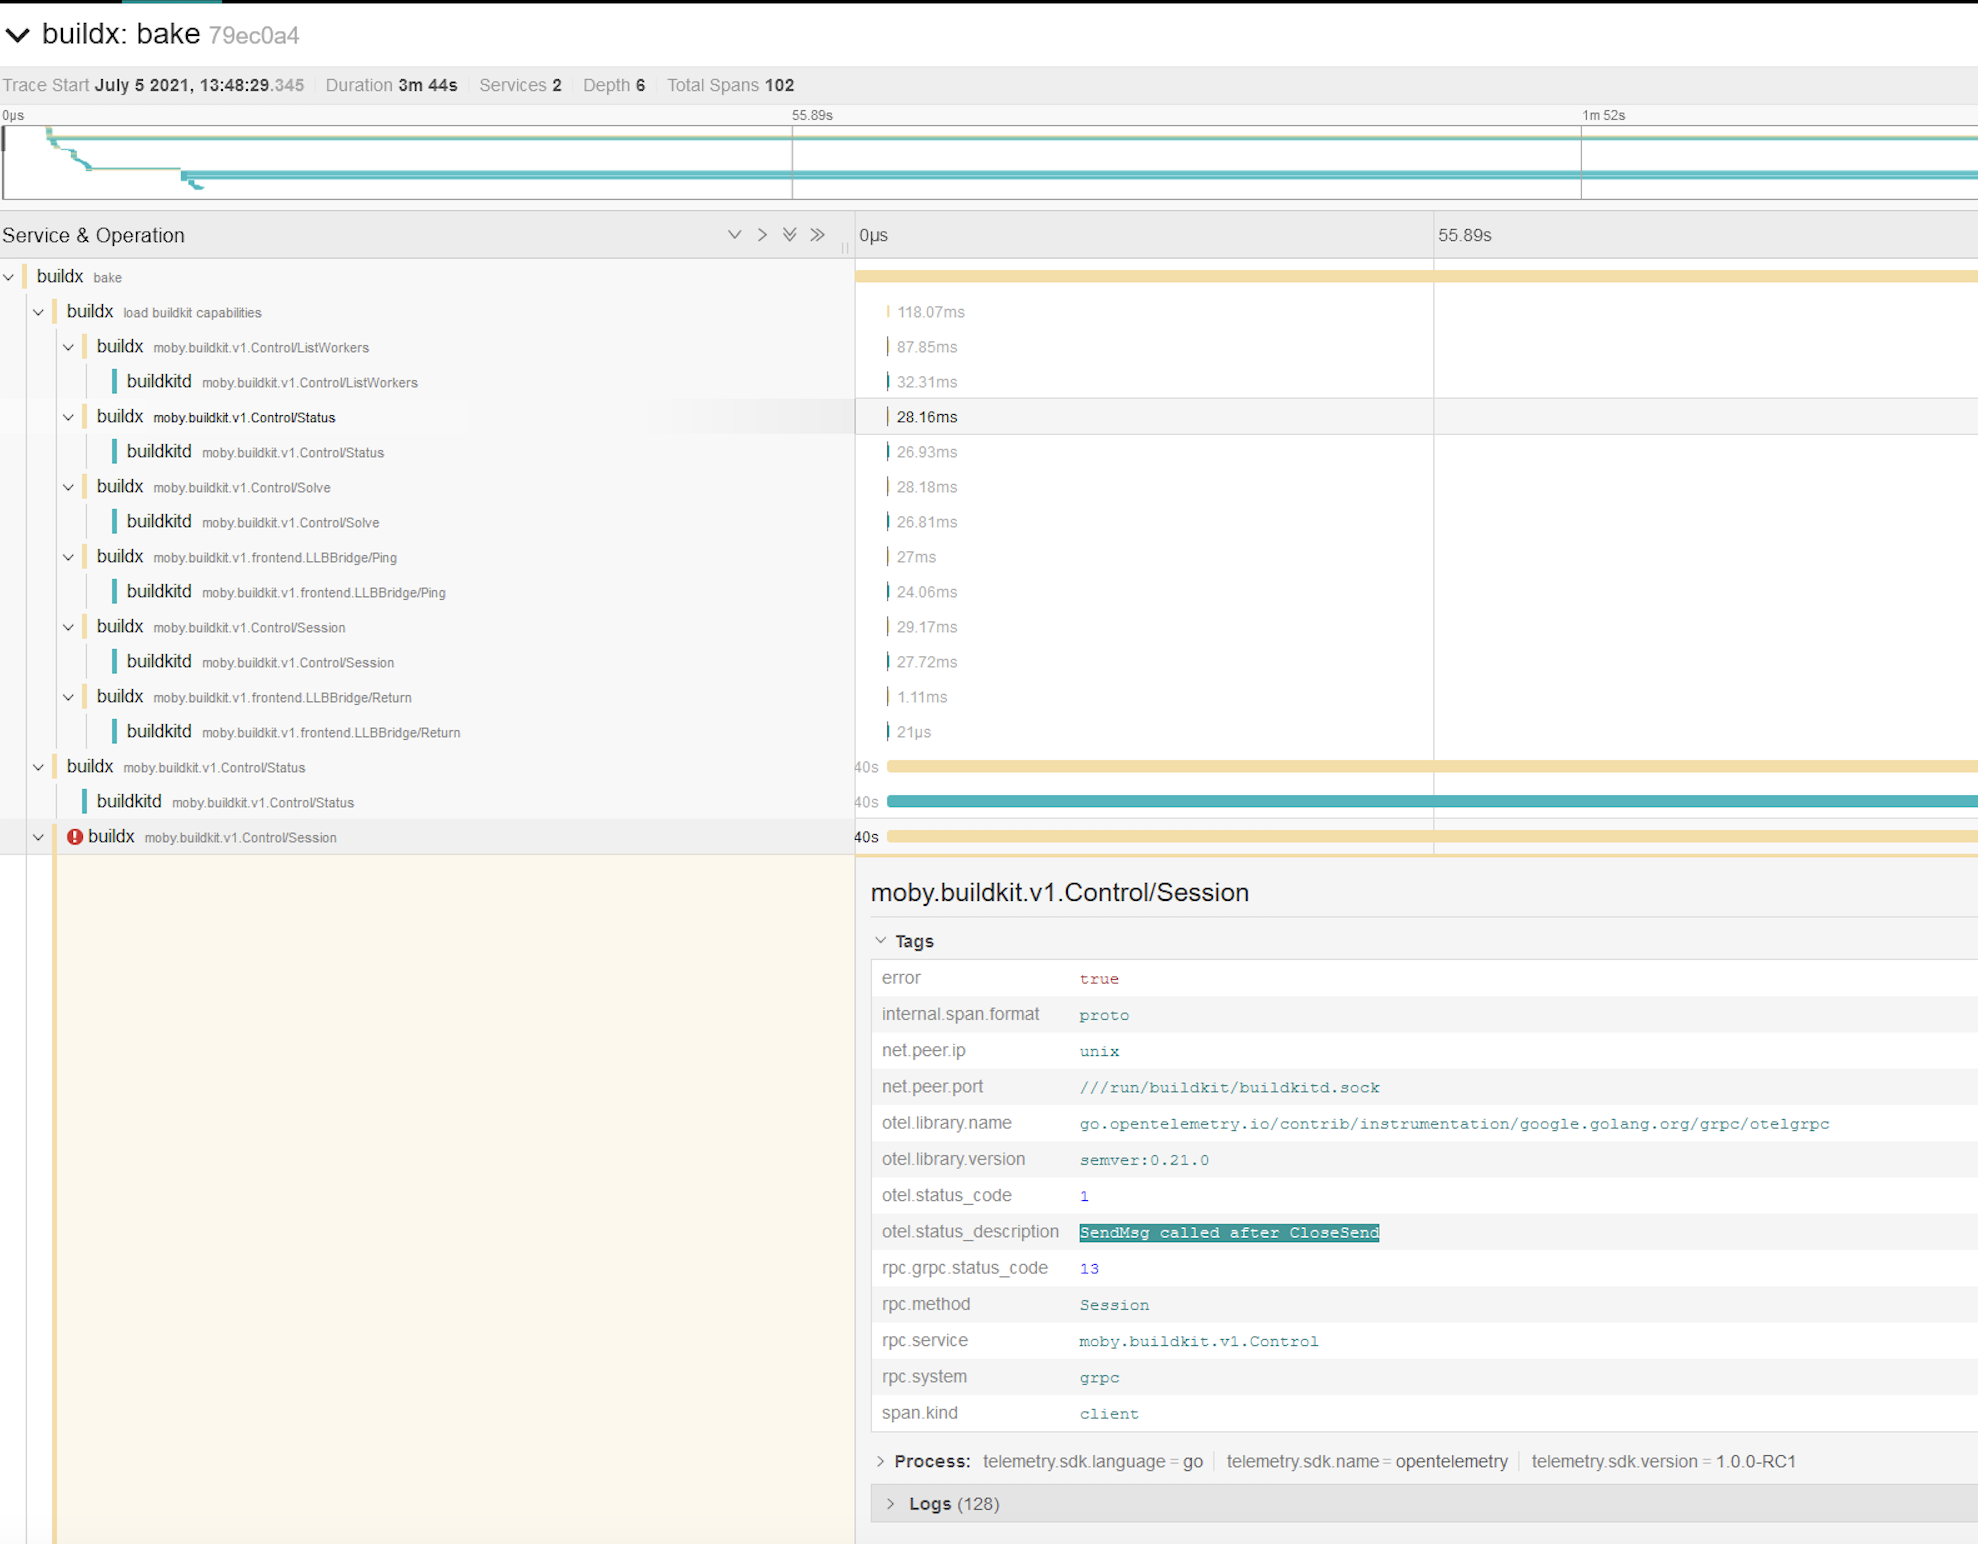 buildx: bake 79ec0a4
Trace Start July 5 2021, 13:48:29.345 Duration 3m 44s Services 2 Depth 6 Total Spans 102
0μs 55.89s 1m 52s
Service & Operation 0μs 55.89s
buildx bake
buildx load buildkit capabilities 118.07ms
buildx moby.buildkit.v1.Control/ListWorkers 87.85ms
buildkitd moby.buildkit.v1.Control/ListWorkers 32.31ms
buildx moby.buildkit.v1.Control/Status 28.16ms
buildkitd moby.buildkit.v1.Control/Status 26.93ms
buildx moby.buildkit.v1.Control/Solve 28.18ms
buildkitd moby.buildkit.v1.Control/Solve 26.81ms
buildx moby.buildkit.v1.frontend.LLBBridge/Ping 27ms
buildkitd moby.buildkit.v1.frontend.LLBBridge/Ping 24.06ms
buildx moby.buildkit.v1.Control/Session 29.17ms
buildkitd moby.buildkit.v1.Control/Session 27.72ms
buildx moby.buildkit.v1.frontend.LLBBridge/Return 1.11ms
buildkitd moby.buildkit.v1.frontend.LLBBridge/Return 21μs
buildx moby.buildkit.v1.Control/Status 40s
buildkitd moby.buildkit.v1.Control/Status 40s
buildx moby.buildkit.v1.Control/Session 40s
moby.buildkit.v1.Control/Session
Tags
error true
internal.span.format proto
net.peer.ip unix
net.peer.port ///run/buildkit/buildkitd.sock
otel.library.name go.opentelemetry.io/contrib/instrumentation/google.golang.org/grpc/otelgrpc
otel.library.version semver:0.21.0
otel.status_code 1
otel.status_description SendMsg called after CloseSend
rpc.grpc.status_code 13
rpc.method Session
rpc.service moby.buildkit.v1.Control
rpc.system grpc
span.kind client
Process: telemetry.sdk.language = go telemetry.sdk.name = opentelemetry telemetry.sdk.version = 1.0.0-RC1
Logs (128)